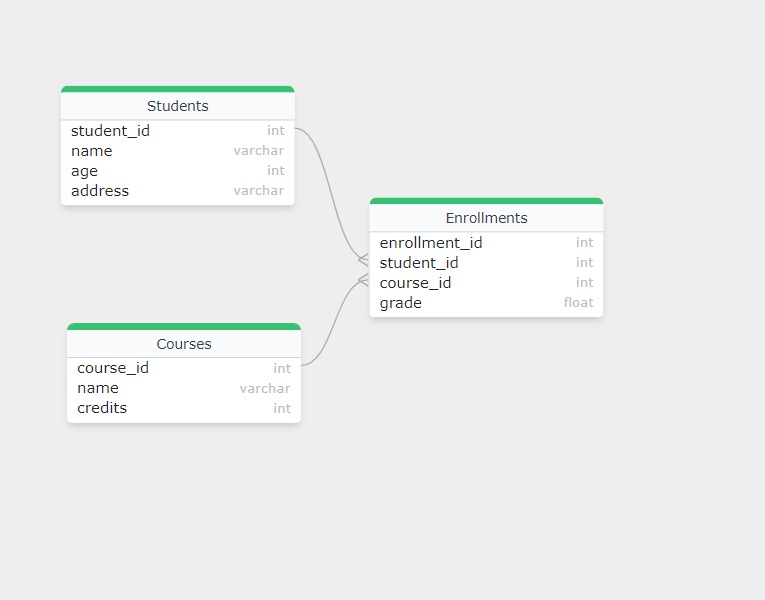 Students
student_id int
name varchar
age int
address varchar
Enrollments
enrollment_id int
student_id int
course_id int
grade float
Courses
course_id int
name varchar
credits int